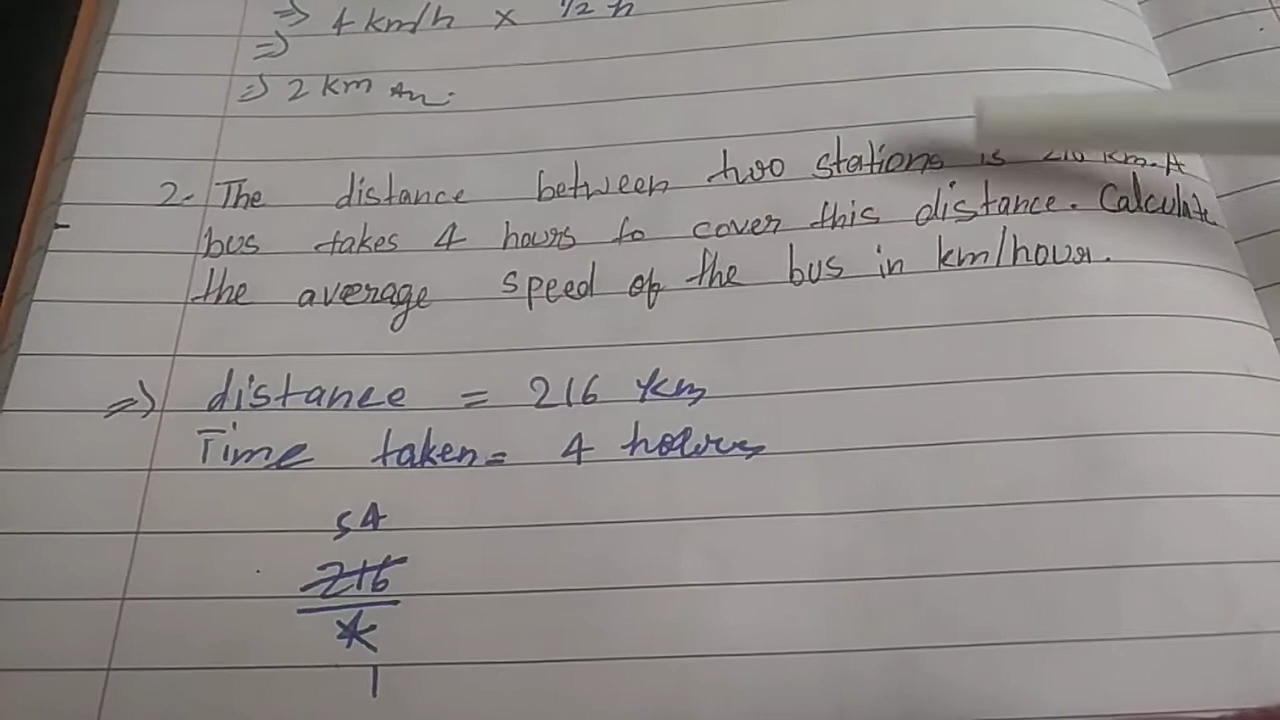 ⇒ 4 km/h × 1/2 h
⇒
⇒ 2 km An.
2. The distance between two stations is 216 km. A
bus takes 4 hours to cover this distance. Calculate
the average speed of the bus in km/hour.
⇒ distance = 216 km
Time taken = 4 hours
54
216
4
1